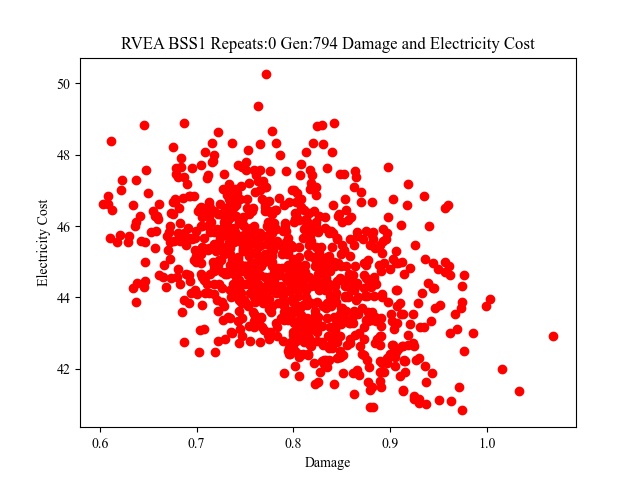 RVEA BSS1 Repeats:0 Gen:794 Damage and Electricity Cost
Electricity Cost
50
48
46
44
42
0.6 0.7 0.8 0.9 1.0
Damage